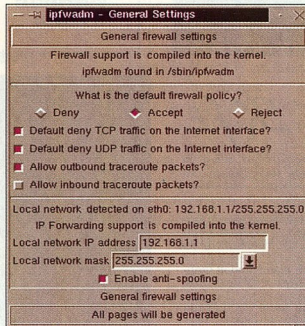 ipfwadm - General Settings
General firewall settings
Firewall support is compiled into the kernel.
ipfwadm found in /sbin/ipfwadm
What is the default firewall policy?
Deny Accept Reject
Default deny TCP traffic on the Internet interface?
Default deny UDP traffic on the Internet interface?
Allow outbound traceroute packets?
Allow inbound traceroute packets?
Local network detected on eth0: 192.168.1.1/255.255.255.0
IP Forwarding support is compiled into the kernel.
Local network IP address 192.168.1.1
Local network mask 255.255.255.0
Enable anti-spoofing
General firewall settings
All pages will be generated